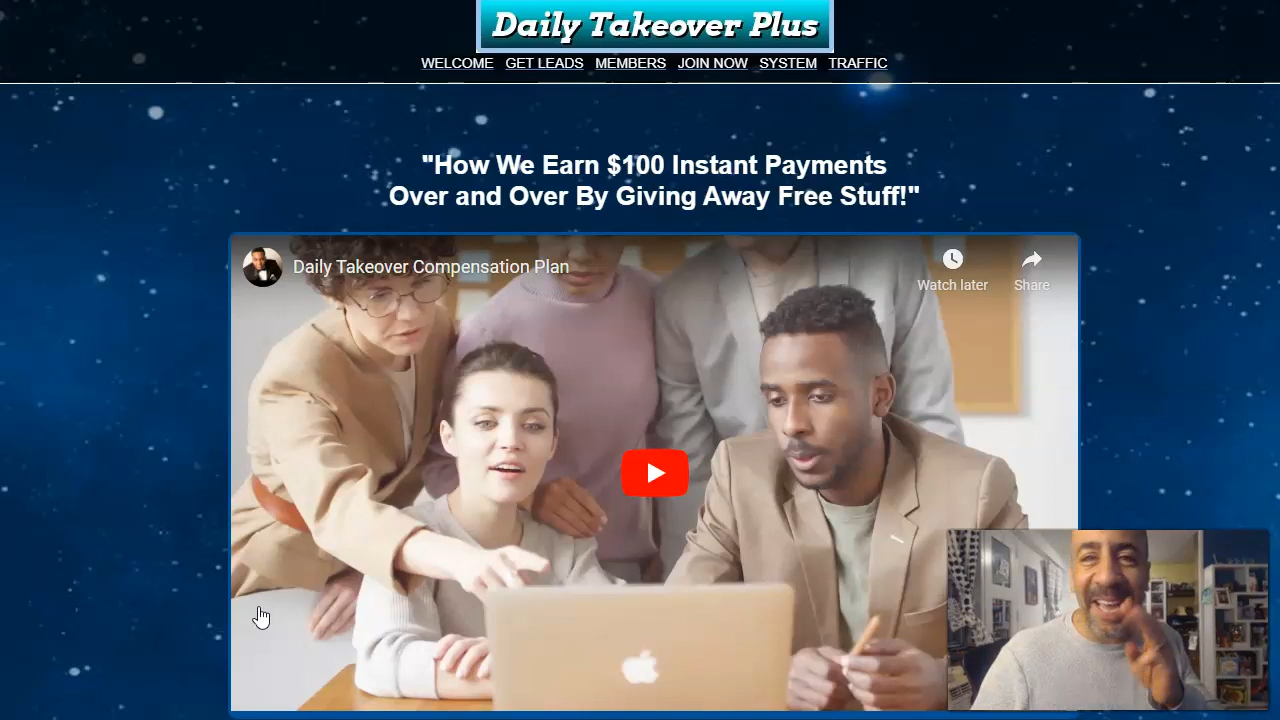 Daily Takeover Plus
WELCOME GET LEADS MEMBERS JOIN NOW SYSTEM TRAFFIC
"How We Earn $100 Instant Payments
Over and Over By Giving Away Free Stuff!"
Daily Takeover Compensation Plan
Watch later
Share